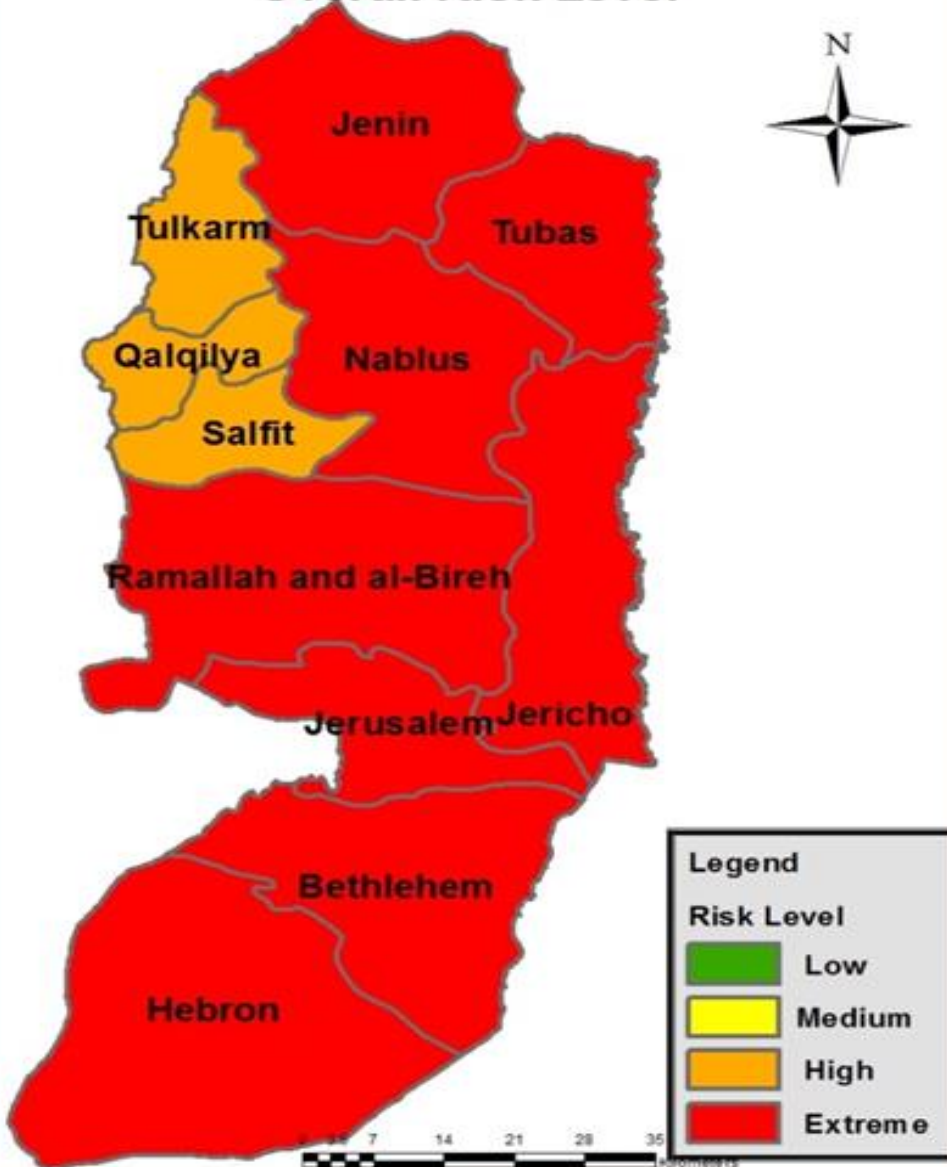 N
Jenin
Tulkarm
Tubas
Qalqilya
Nablus
Salfit
Ramallah and al-Bireh
Jerusalem
Jericho
Bethlehem
Hebron
Legend
Risk Level
Low
Medium
High
Extreme
7 14 21 28 35